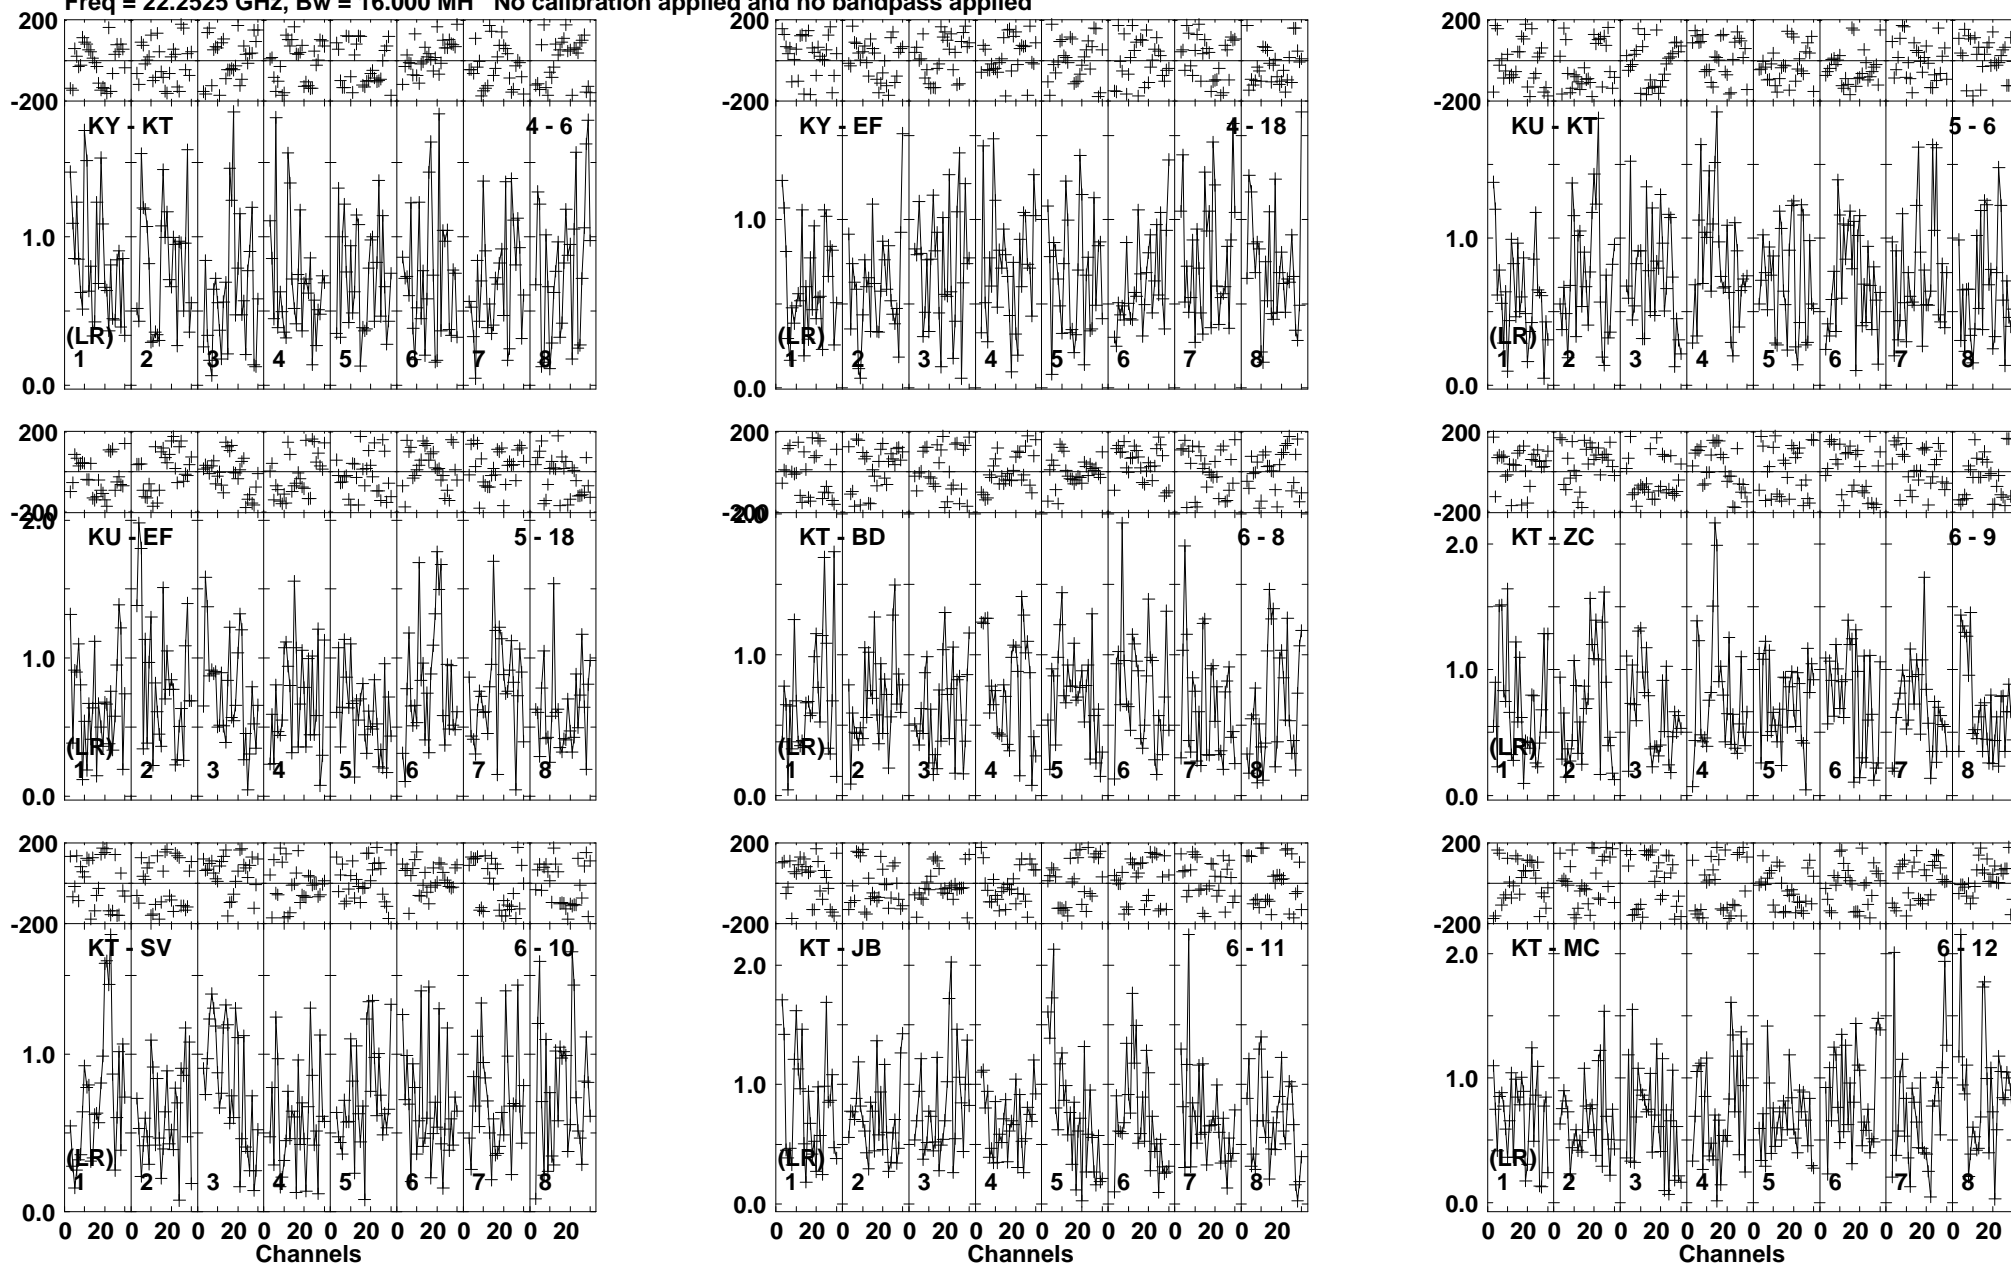 Freq = 22.2525 GHz, Bw = 16.000 MH No calibration applied and no bandpass applied
200 200
-200 -200 -200
KY - KT 4 - 6 KY - EF 4 - 18 KU - KT 5 - 6
1.0 1.0 1.0
(LR) (LR) (LR)
1 2 3 4 5 6 7 8 1 2 3 4 5 6 7 8 1 2 3 4 5 6 7 8
0.0 0.0 0.0
200 200 200
-200 -200 -200
2.0 2.0
KU - EF 5 - 18 KT - BD 6 - 8 KT - ZC 6 - 9
2.0
1.0 1.0 1.0
(LR) (LR) (LR)
1 2 3 4 5 6 7 8 1 2 3 4 5 6 7 8 1 2 3 4 5 6 7 8
0.0 0.0 0.0
200 200 200
-200 -200 -200
KT - SV 6 - 10 KT - JB 6 - 11 KT - MC 6 - 12
2.0 2.0
1.0 1.0 1.0
(LR) (LR) (LR)
1 2 3 4 5 6 7 8 1 2 3 4 5 6 7 8 1 2 3 4 5 6 7 8
0.0 0.0 0.0
0 20 0 20 0 20 0 20 0 20 0 20 0 20 0 20 0 20 0 20 0 20 0 20 0 20 0 20 0 20 0 20 0 20 0 20 0 20 0 20 0 20 0 20 0 20 0 20
Channels Channels Channels